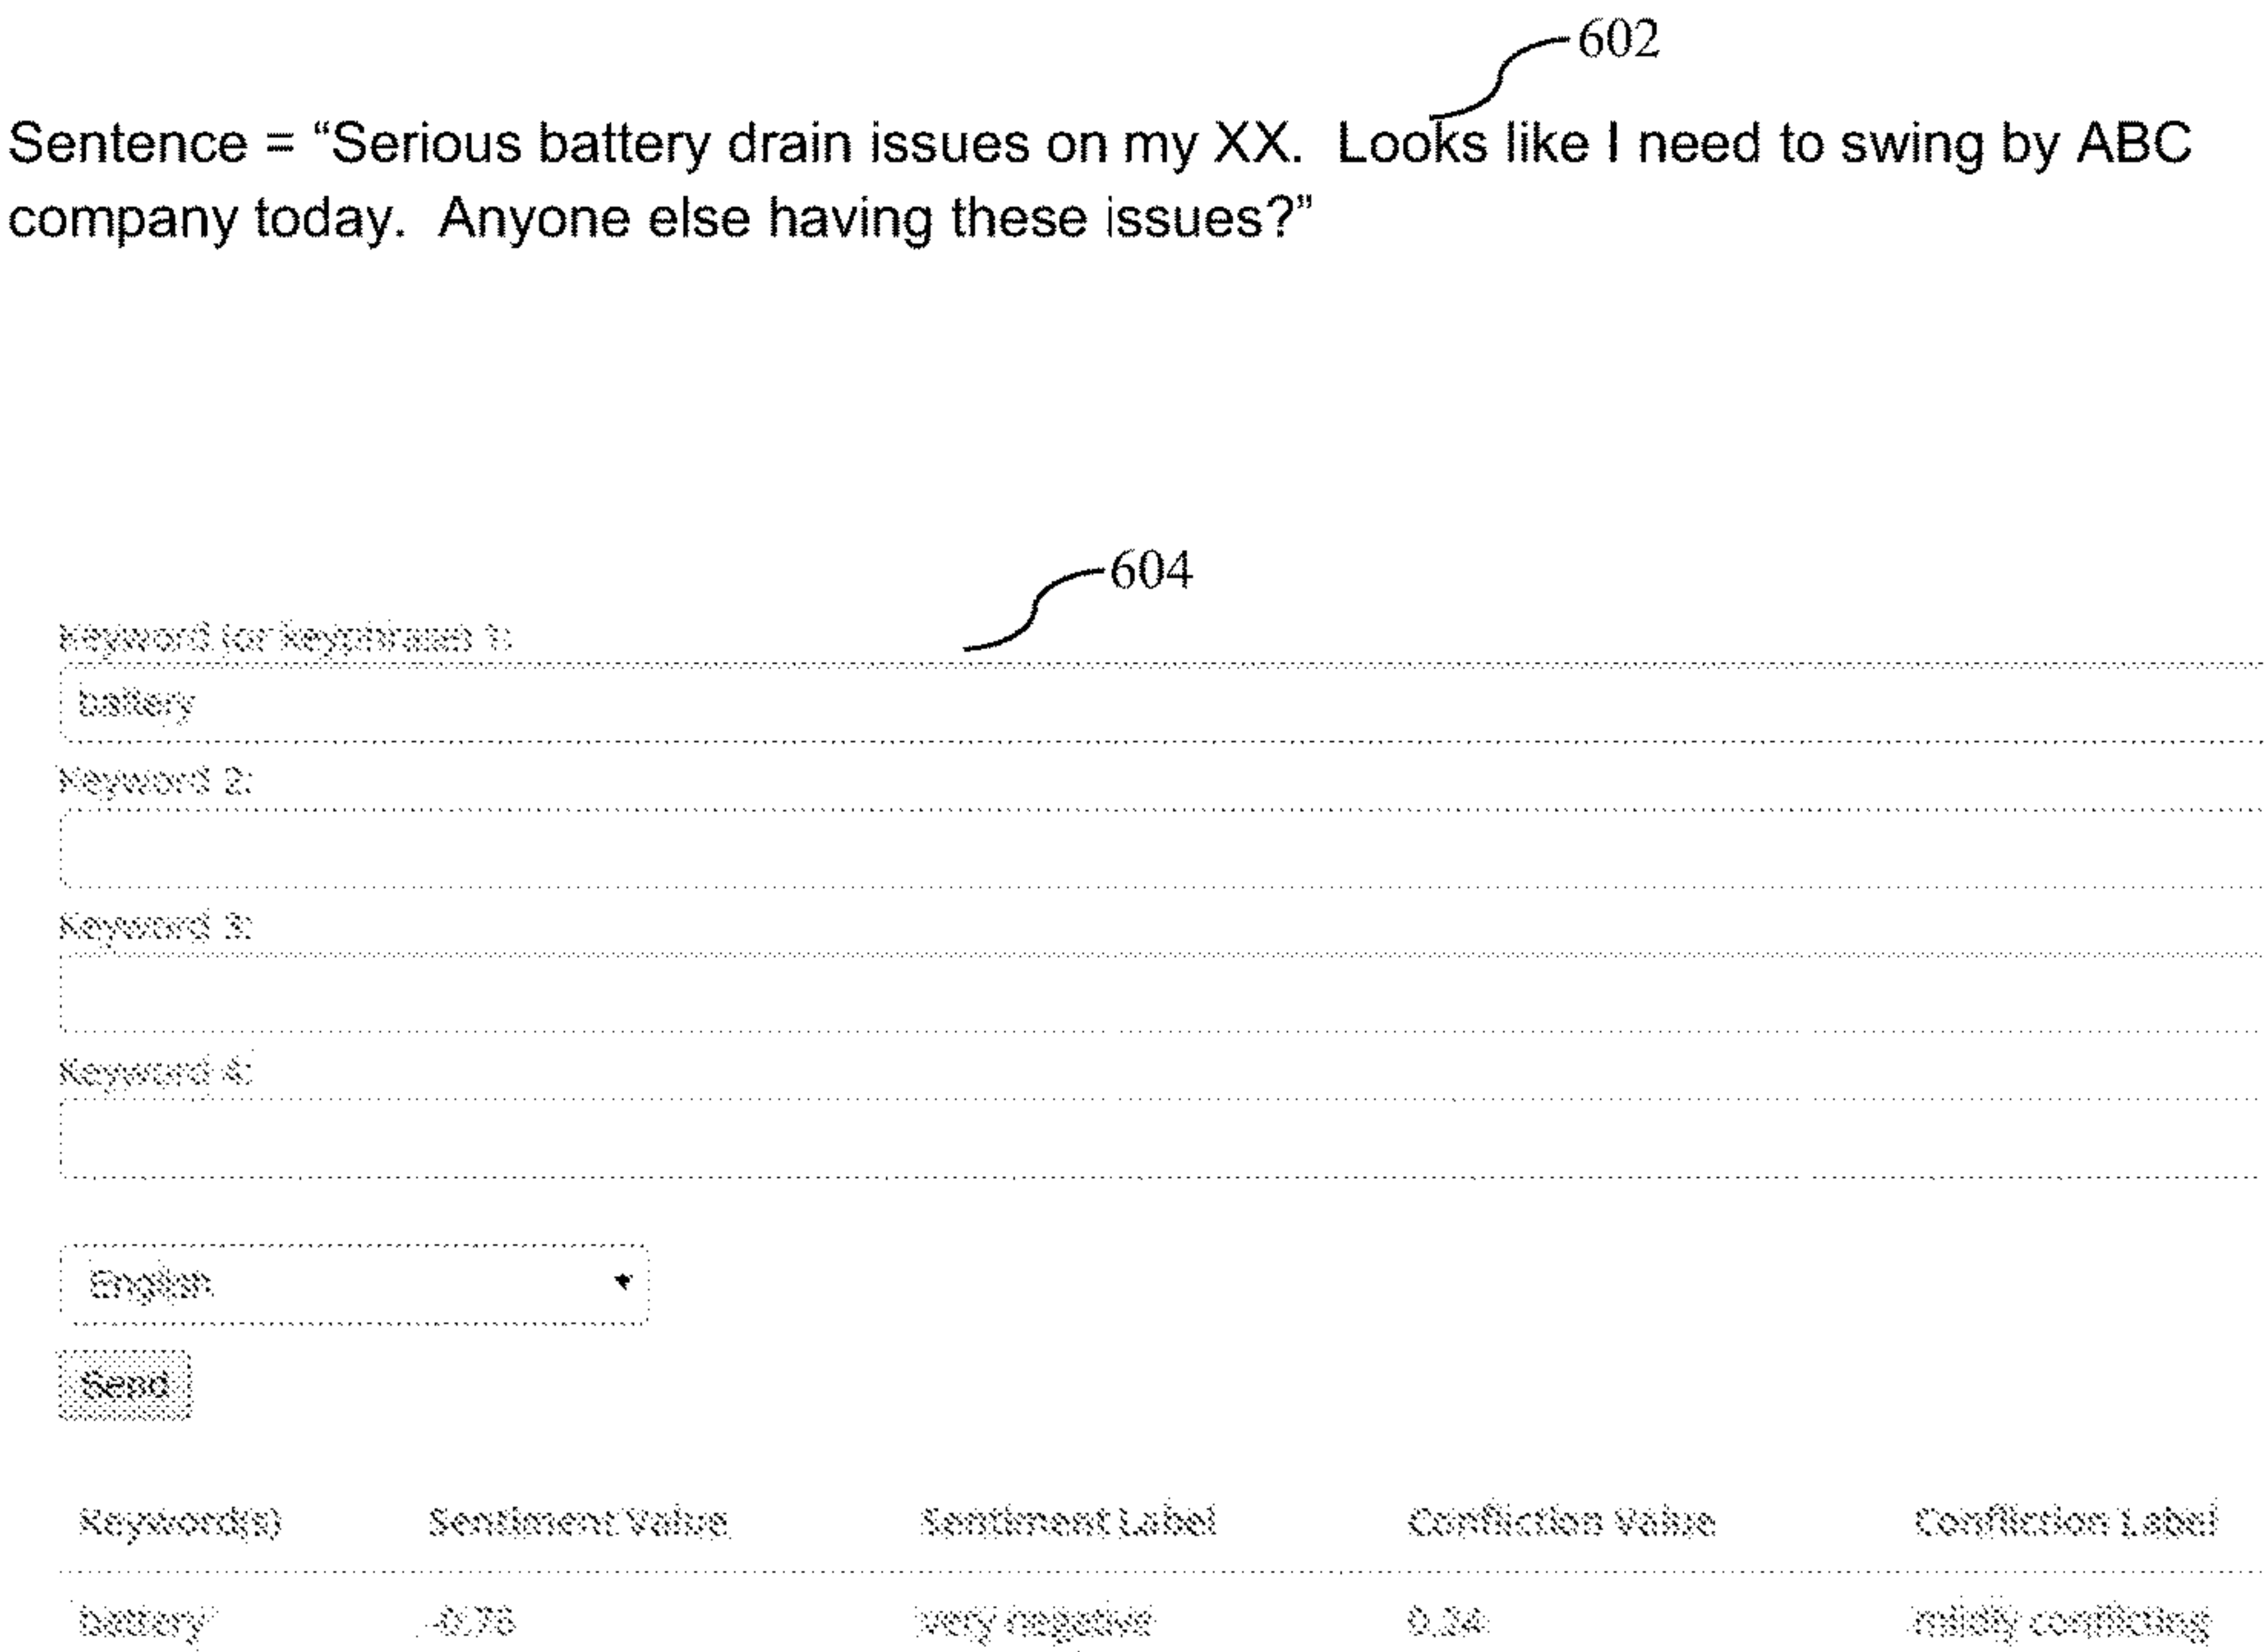 602
Sentence = “Serious battery drain issues on my XX.  Looks like I need to swing by ABC
company today.  Anyone else having these issues?”
604
Keyword (or keyphrase) 1:
battery
Keyword 2:
Keyword 3:
Keyword 4:
English
Send
Keyword(s) Sentiment Value Sentiment Label Confliction Value Confliction Label
battery very negative mildly conflicting